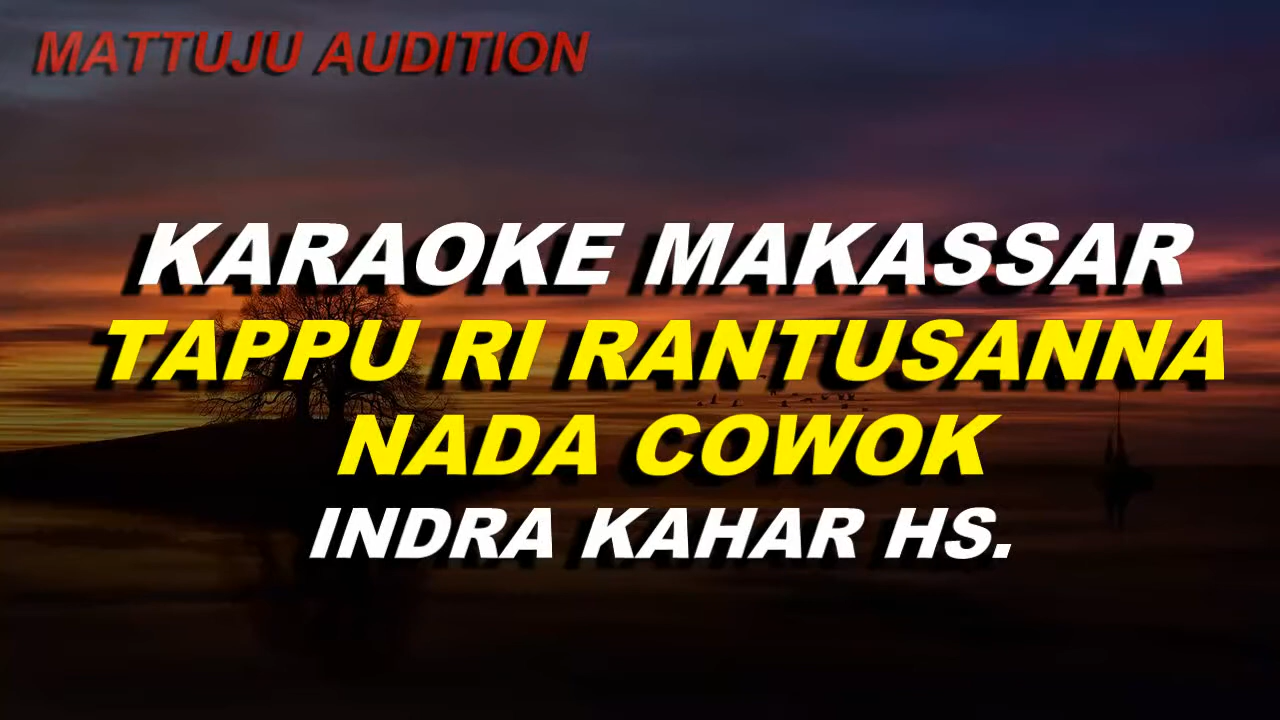 MATTUJU AUDITION
KARAOKE MAKASSAR
TAPPU RI RANTUSANNA
NADA COWOK
INDRA KAHAR HS.